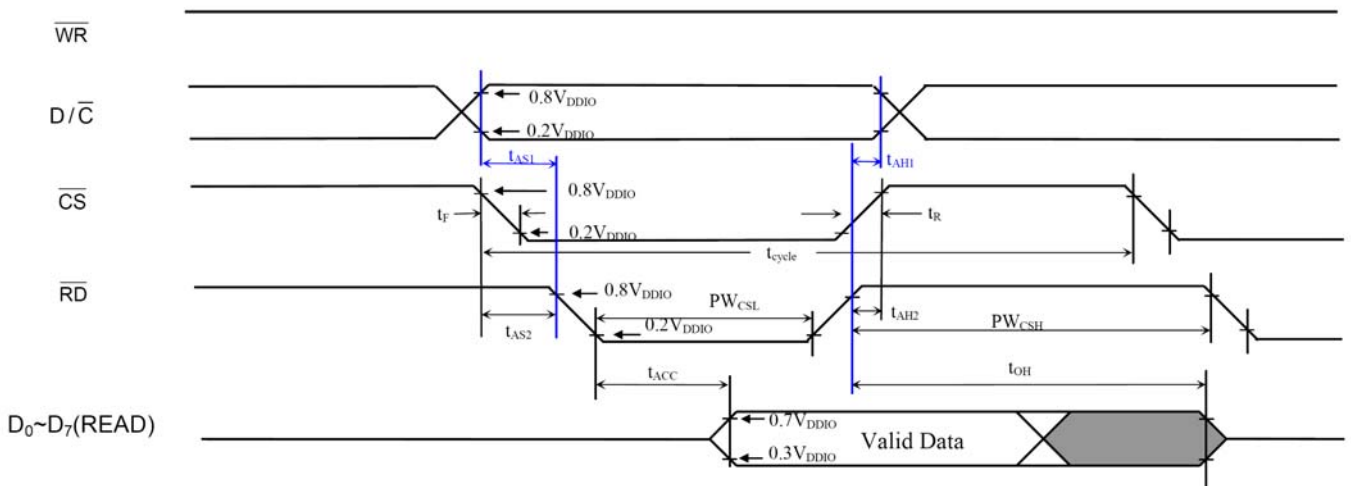 WR
D/C
0.8VDDIO
0.2VDDIO
tAS1
tAH1
CS
0.8VDDIO
tF
tR
0.2VDDIO
tcycle
RD
0.8VDDIO
PWCSL
tAS2
0.2VDDIO
tAH2
PWCSH
tACC
tOH
D0~D7(READ)
0.7VDDIO
Valid Data
0.3VDDIO